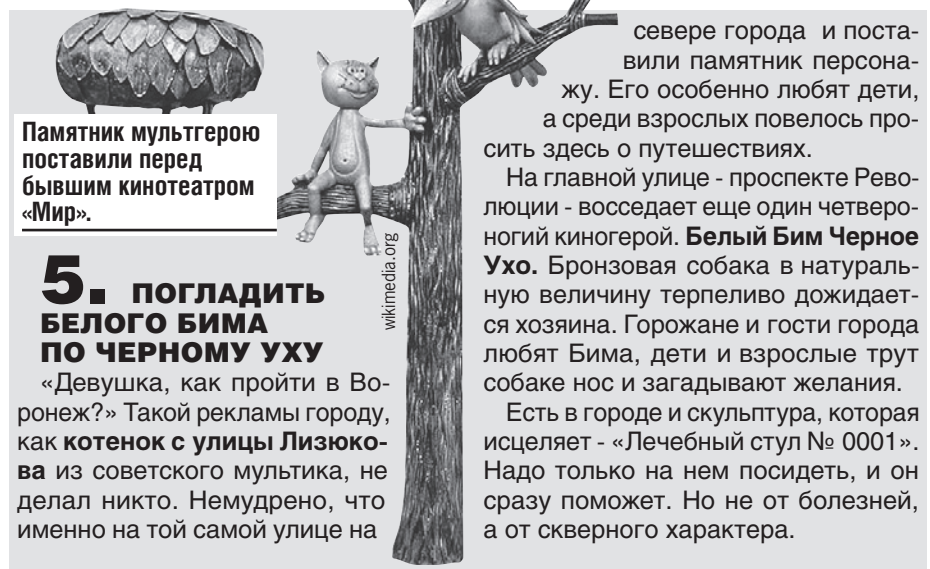 Памятник мультгерою
поставили перед
бывшим кинотеатром
«Мир».
wikimedia.org
5. ПОГЛАДИТЬ
БЕЛОГО БИМА
ПО ЧЕРНОМУ УХУ
«Девушка, как пройти в Во-
ронеж?» Такой рекламы городу,
как котенок с улицы Лизюко-
ва из советского мультика, не
делал никто. Немудрено, что
именно на той самой улице на
севере города и поста-
вили памятник персона-
жу. Его особенно любят дети,
а среди взрослых повелось про-
сить здесь о путешествиях.
На главной улице - проспекте Рево-
люции - восседает еще один четверо-
ногий киногерой. Белый Бим Черное
Ухо. Бронзовая собака в натураль-
ную величину терпеливо дожидает-
ся хозяина. Горожане и гости города
любят Бима, дети и взрослые трут
собаке нос и загадывают желания.
Есть в городе и скульптура, которая
исцеляет - «Лечебный стул № 0001».
Надо только на нем посидеть, и он
сразу поможет. Но не от болезней,
а от скверного характера.